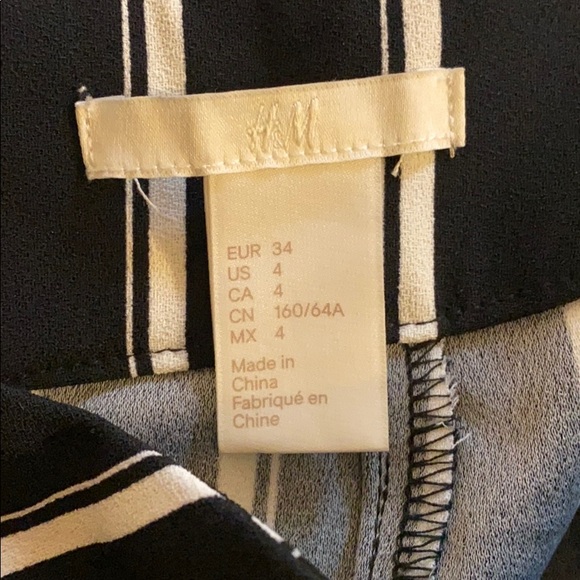 H&M
EUR 34
US 4
CA 4
CN 160/64A
MX 4
Made in
China
Fabriqué en
Chine